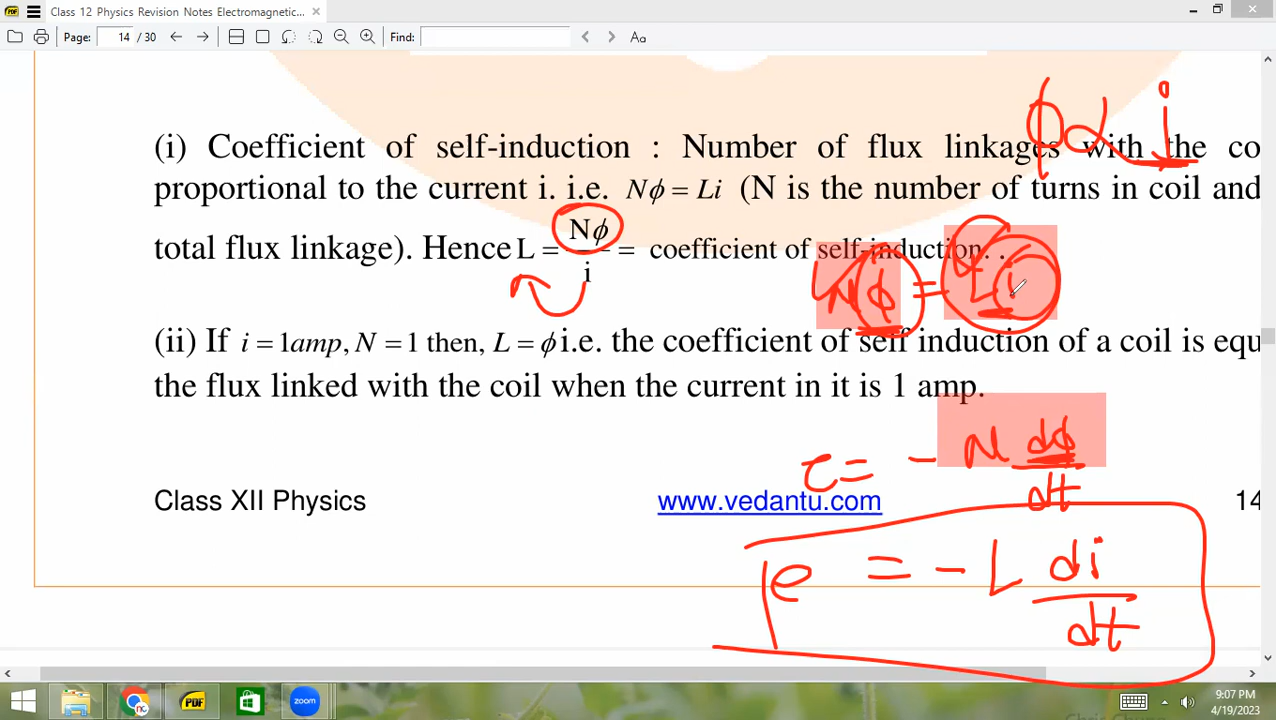 Class 12 Physics Revision Notes Electromagnetic...
Page: 14 / 30 Find: Aa
ϕ ∝ i
(i) Coefficient of self-induction : Number of flux linkages with the co
proportional to the current i. i.e. Nϕ = Li (N is the number of turns in coil and
total flux linkage). Hence L = Nϕ/i = coefficient of self-induction. .
Nϕ = Li
(ii) If i = 1amp, N = 1 then, L = ϕ i.e. the coefficient of self induction of a coil is equ
the flux linked with the coil when the current in it is 1 amp.
e = - N dϕ/dt
Class XII Physics www.vedantu.com 14
e = - L di/dt
zoom
9:07 PM
4/19/2023